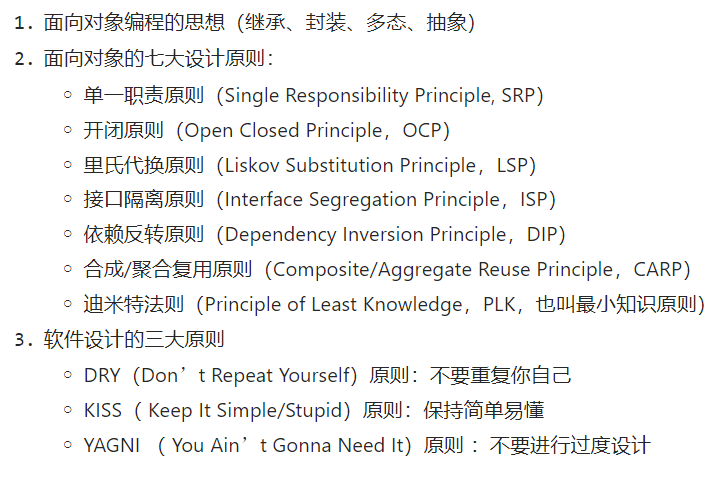 1. 面向对象编程的思想（继承、封装、多态、抽象）
2. 面向对象的七大设计原则：
○ 单一职责原则（Single Responsibility Principle, SRP）
○ 开闭原则（Open Closed Principle，OCP）
○ 里氏代换原则（Liskov Substitution Principle，LSP）
○ 接口隔离原则（Interface Segregation Principle，ISP）
○ 依赖反转原则（Dependency Inversion Principle，DIP）
○ 合成/聚合复用原则（Composite/Aggregate Reuse Principle，CARP）
○ 迪米特法则（Principle of Least Knowledge，PLK，也叫最小知识原则）
3. 软件设计的三大原则
○ DRY（Don’t Repeat Yourself）原则：不要重复你自己
○ KISS（ Keep It Simple/Stupid）原则：保持简单易懂
○ YAGNI （ You Ain’t Gonna Need It）原则 ：不要进行过度设计